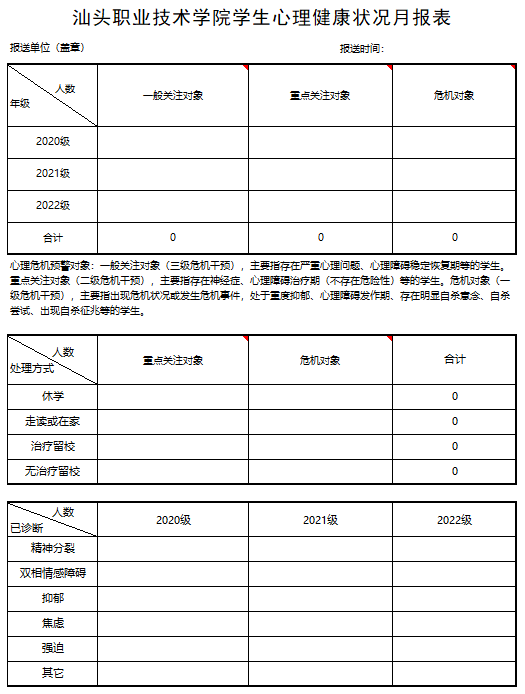 汕头职业技术学院学生心理健康状况月报表
报送单位（盖章） 报送时间：
人数
年级
一般关注对象 重点关注对象 危机对象
2020级
2021级
2022级
合计 0 0 0
心理危机预警对象：一般关注对象（三级危机干预），主要指存在严重心理问题、心理障碍稳定恢复期等的学生。
重点关注对象（二级危机干预），主要指存在神经症、心理障碍治疗期（不存在危险性）等的学生。危机对象（一
级危机干预），主要指出现危机状况或发生危机事件，处于重度抑郁、心理障碍发作期、存在明显自杀意念、自杀
尝试、出现自杀征兆等的学生。
人数
处理方式
重点关注对象 危机对象 合计
休学 0
走读或在家 0
治疗留校 0
无治疗留校 0
人数
已诊断
2020级 2021级 2022级
精神分裂
双相情感障碍
抑郁
焦虑
强迫
其它